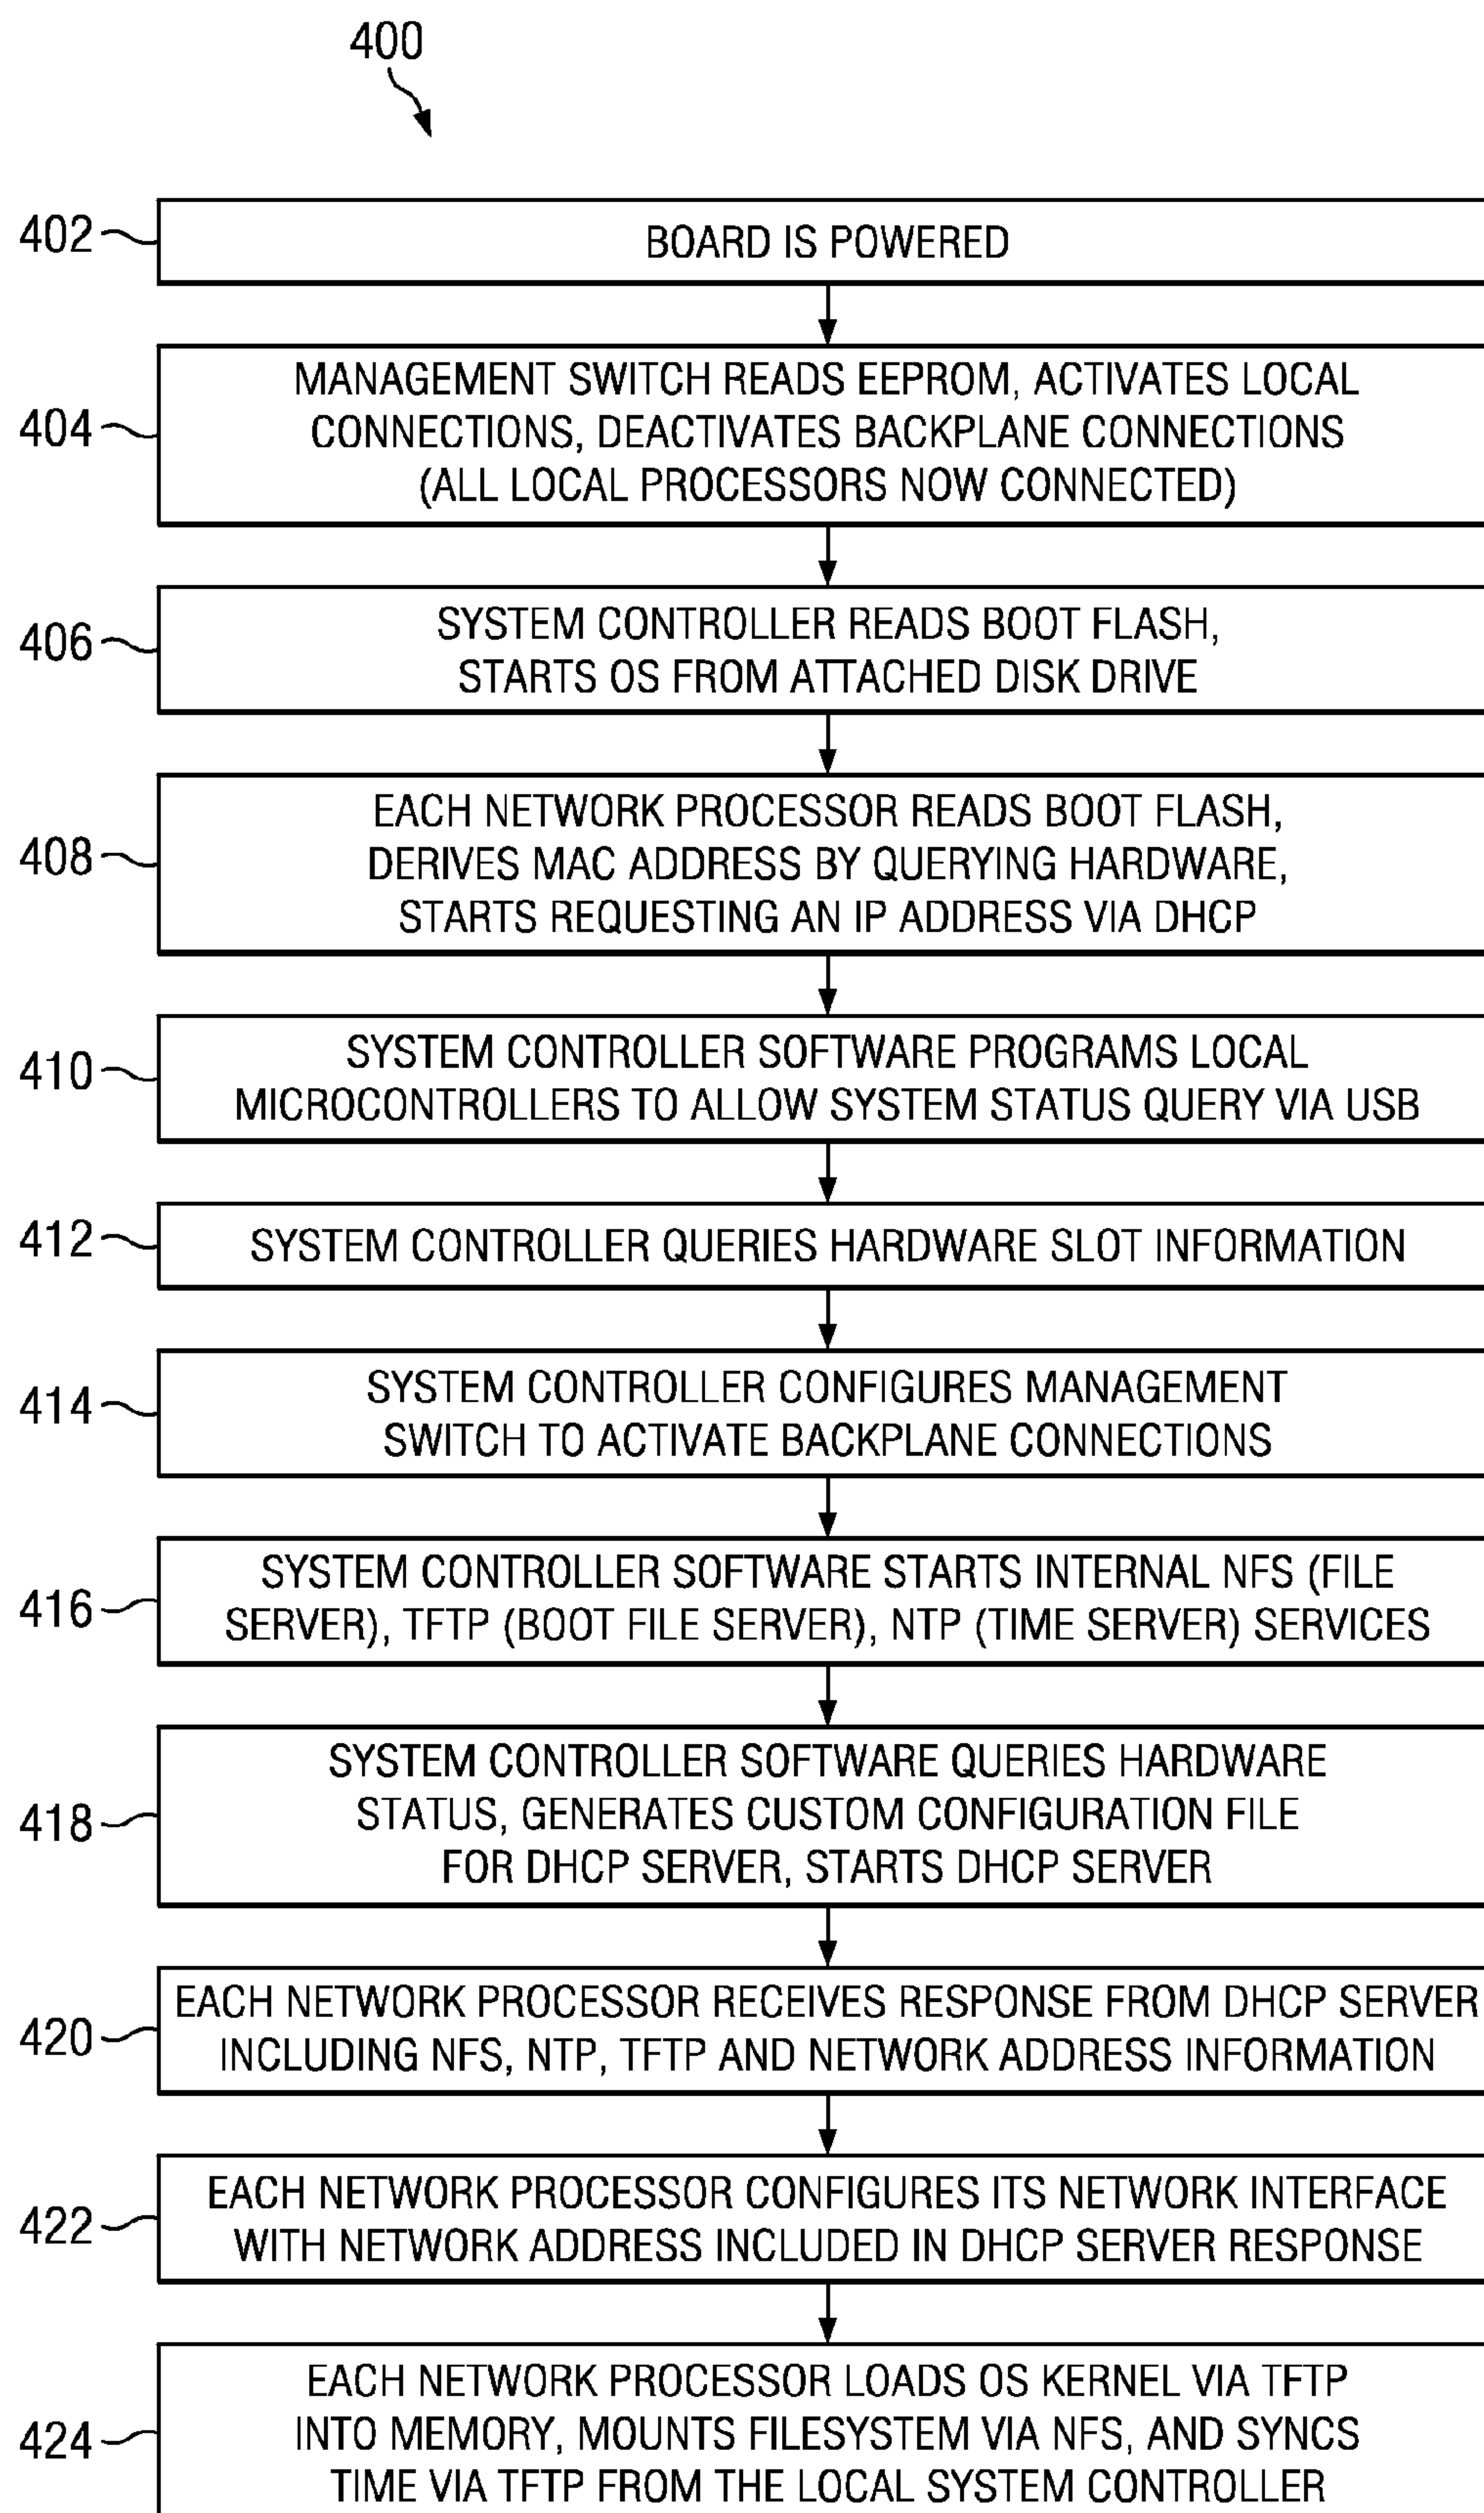 400
402
BOARD IS POWERED
404
MANAGEMENT SWITCH READS EEPROM, ACTIVATES LOCAL
CONNECTIONS, DEACTIVATES BACKPLANE CONNECTIONS
(ALL LOCAL PROCESSORS NOW CONNECTED)
406
SYSTEM CONTROLLER READS BOOT FLASH,
STARTS OS FROM ATTACHED DISK DRIVE
408
EACH NETWORK PROCESSOR READS BOOT FLASH,
DERIVES MAC ADDRESS BY QUERYING HARDWARE,
STARTS REQUESTING AN IP ADDRESS VIA DHCP
410
SYSTEM CONTROLLER SOFTWARE PROGRAMS LOCAL
MICROCONTROLLERS TO ALLOW SYSTEM STATUS QUERY VIA USB
412
SYSTEM CONTROLLER QUERIES HARDWARE SLOT INFORMATION
414
SYSTEM CONTROLLER CONFIGURES MANAGEMENT
SWITCH TO ACTIVATE BACKPLANE CONNECTIONS
416
SYSTEM CONTROLLER SOFTWARE STARTS INTERNAL NFS (FILE
SERVER), TFTP (BOOT FILE SERVER), NTP (TIME SERVER) SERVICES
418
SYSTEM CONTROLLER SOFTWARE QUERIES HARDWARE
STATUS, GENERATES CUSTOM CONFIGURATION FILE
FOR DHCP SERVER, STARTS DHCP SERVER
420
EACH NETWORK PROCESSOR RECEIVES RESPONSE FROM DHCP SERVER
INCLUDING NFS, NTP, TFTP AND NETWORK ADDRESS INFORMATION
422
EACH NETWORK PROCESSOR CONFIGURES ITS NETWORK INTERFACE
WITH NETWORK ADDRESS INCLUDED IN DHCP SERVER RESPONSE
424
EACH NETWORK PROCESSOR LOADS OS KERNEL VIA TFTP
INTO MEMORY, MOUNTS FILESYSTEM VIA NFS, AND SYNCS
TIME VIA TFTP FROM THE LOCAL SYSTEM CONTROLLER